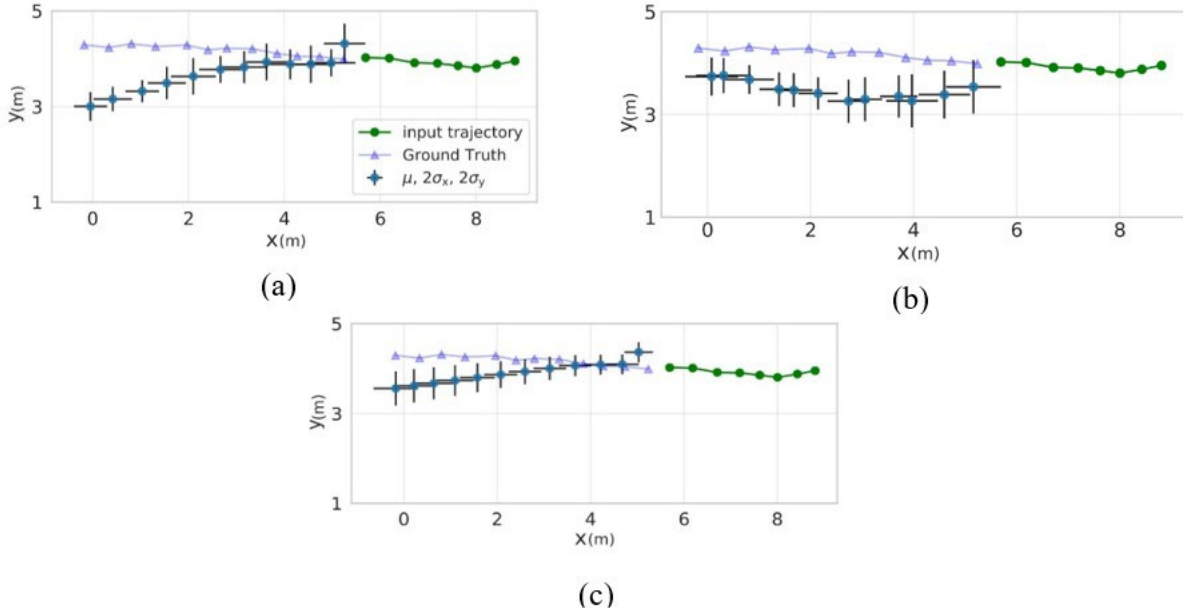 5
3
1
y(m)
0 2 4 6 8
x(m)
input trajectory
Ground Truth
μ, 2σx, 2σy
(a)
5
3
1
y(m)
0 2 4 6 8
x(m)
(b)
5
3
1
y(m)
0 2 4 6 8
x(m)
(c)